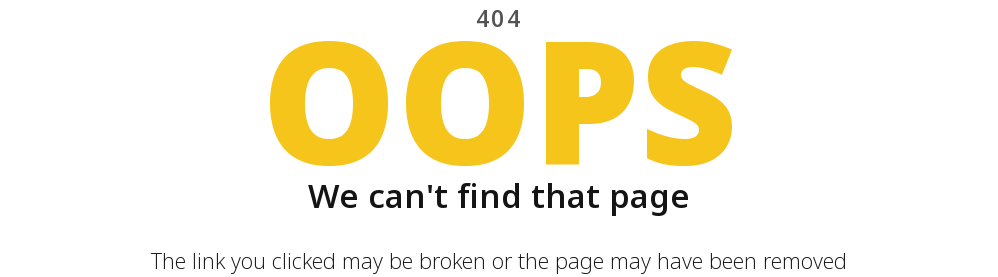 404
OOPS
We can't find that page
The link you clicked may be broken or the page may have been removed